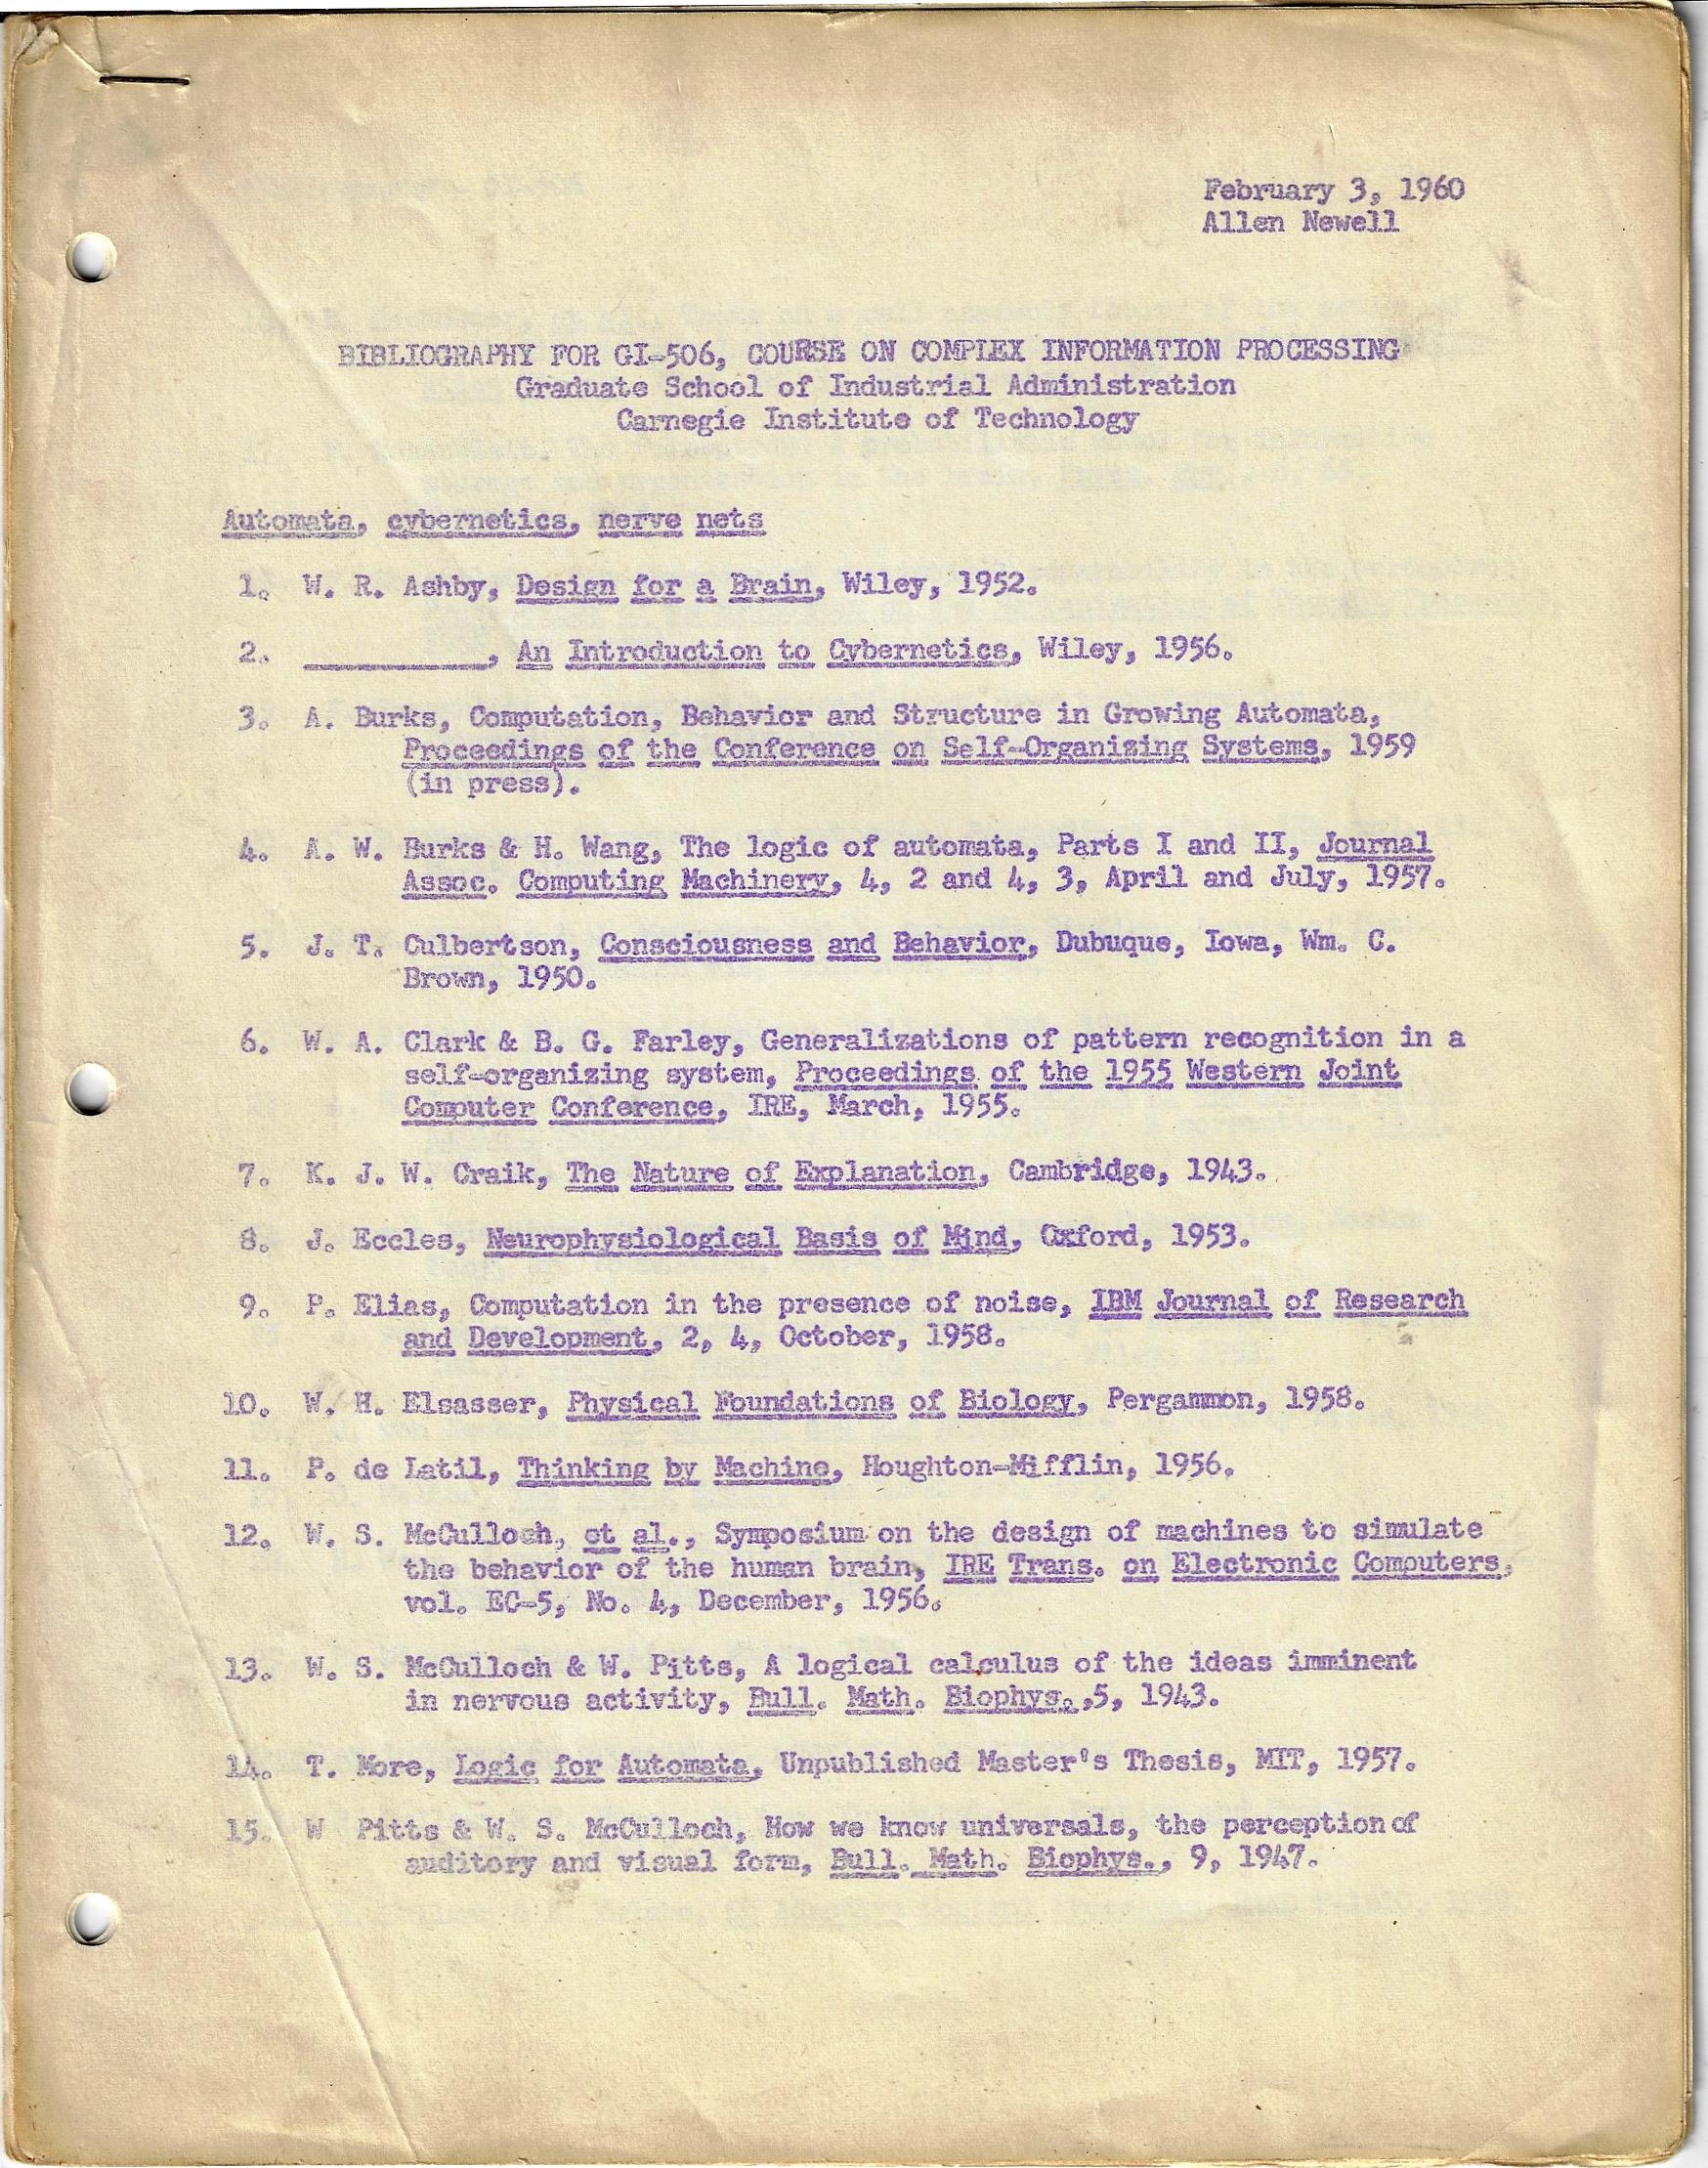 February 3, 1960
Allen Newell
BIBLIOGRAPHY FOR GI-506, COURSE ON COMPLEX INFORMATION PROCESSING
Graduate School of Industrial Administration
Carnegie Institute of Technology
Automata, cybernetics, nerve nets
1. W. R. Ashby, Design for a Brain, Wiley, 1952.
2. ___________, An Introduction to Cybernetics, Wiley, 1956.
3. A. Burks, Computation, Behavior and Structure in Growing Automata,
Proceedings of the Conference on Self-Organizing Systems, 1959
(in press).
4. A. W. Burks & H. Wang, The logic of automata, Parts I and II, Journal
Assoc. Computing Machinery, 4, 2 and 4, 3, April and July, 1957.
5. J. T. Culbertson, Consciousness and Behavior, Dubuque, Iowa, Wm. C.
Brown, 1950.
6. W. A. Clark & B. G. Farley, Generalizations of pattern recognition in a
self-organizing system, Proceedings of the 1955 Western Joint
Computer Conference, IRE, March, 1955.
7. K. J. W. Craik, The Nature of Explanation, Cambridge, 1943.
8. J. Eccles, Neurophysiological Basis of Mind, Oxford, 1953.
9. P. Elias, Computation in the presence of noise, IBM Journal of Research
and Development, 2, 4, October, 1958.
10. W. H. Elsasser, Physical Foundations of Biology, Pergammon, 1958.
11. P. de Latil, Thinking by Machine, Houghton-Mifflin, 1956.
12. W. S. McCulloch, et al., Symposium on the design of machines to simulate
the behavior of the human brain, IRE Trans. on Electronic Computers,
vol. EC-5, No. 4, December, 1956.
13. W. S. McCulloch & W. Pitts, A logical calculus of the ideas imminent
in nervous activity, Bull. Math. Biophys.,5, 1943.
14. T. More, Logic for Automata, Unpublished Master's Thesis, MIT, 1957.
15. W Pitts & W. S. McCulloch, How we know universals, the perception of
auditory and visual form, Bull. Math. Biophys., 9, 1947.